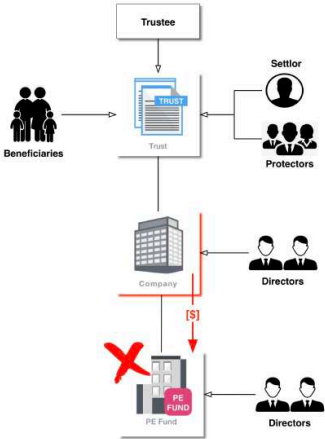 Trustee
Settlor
TRUST
Beneficiaries
Trust
Protectors
Company
Directors
[$]
PE
FUND
PE Fund
Directors